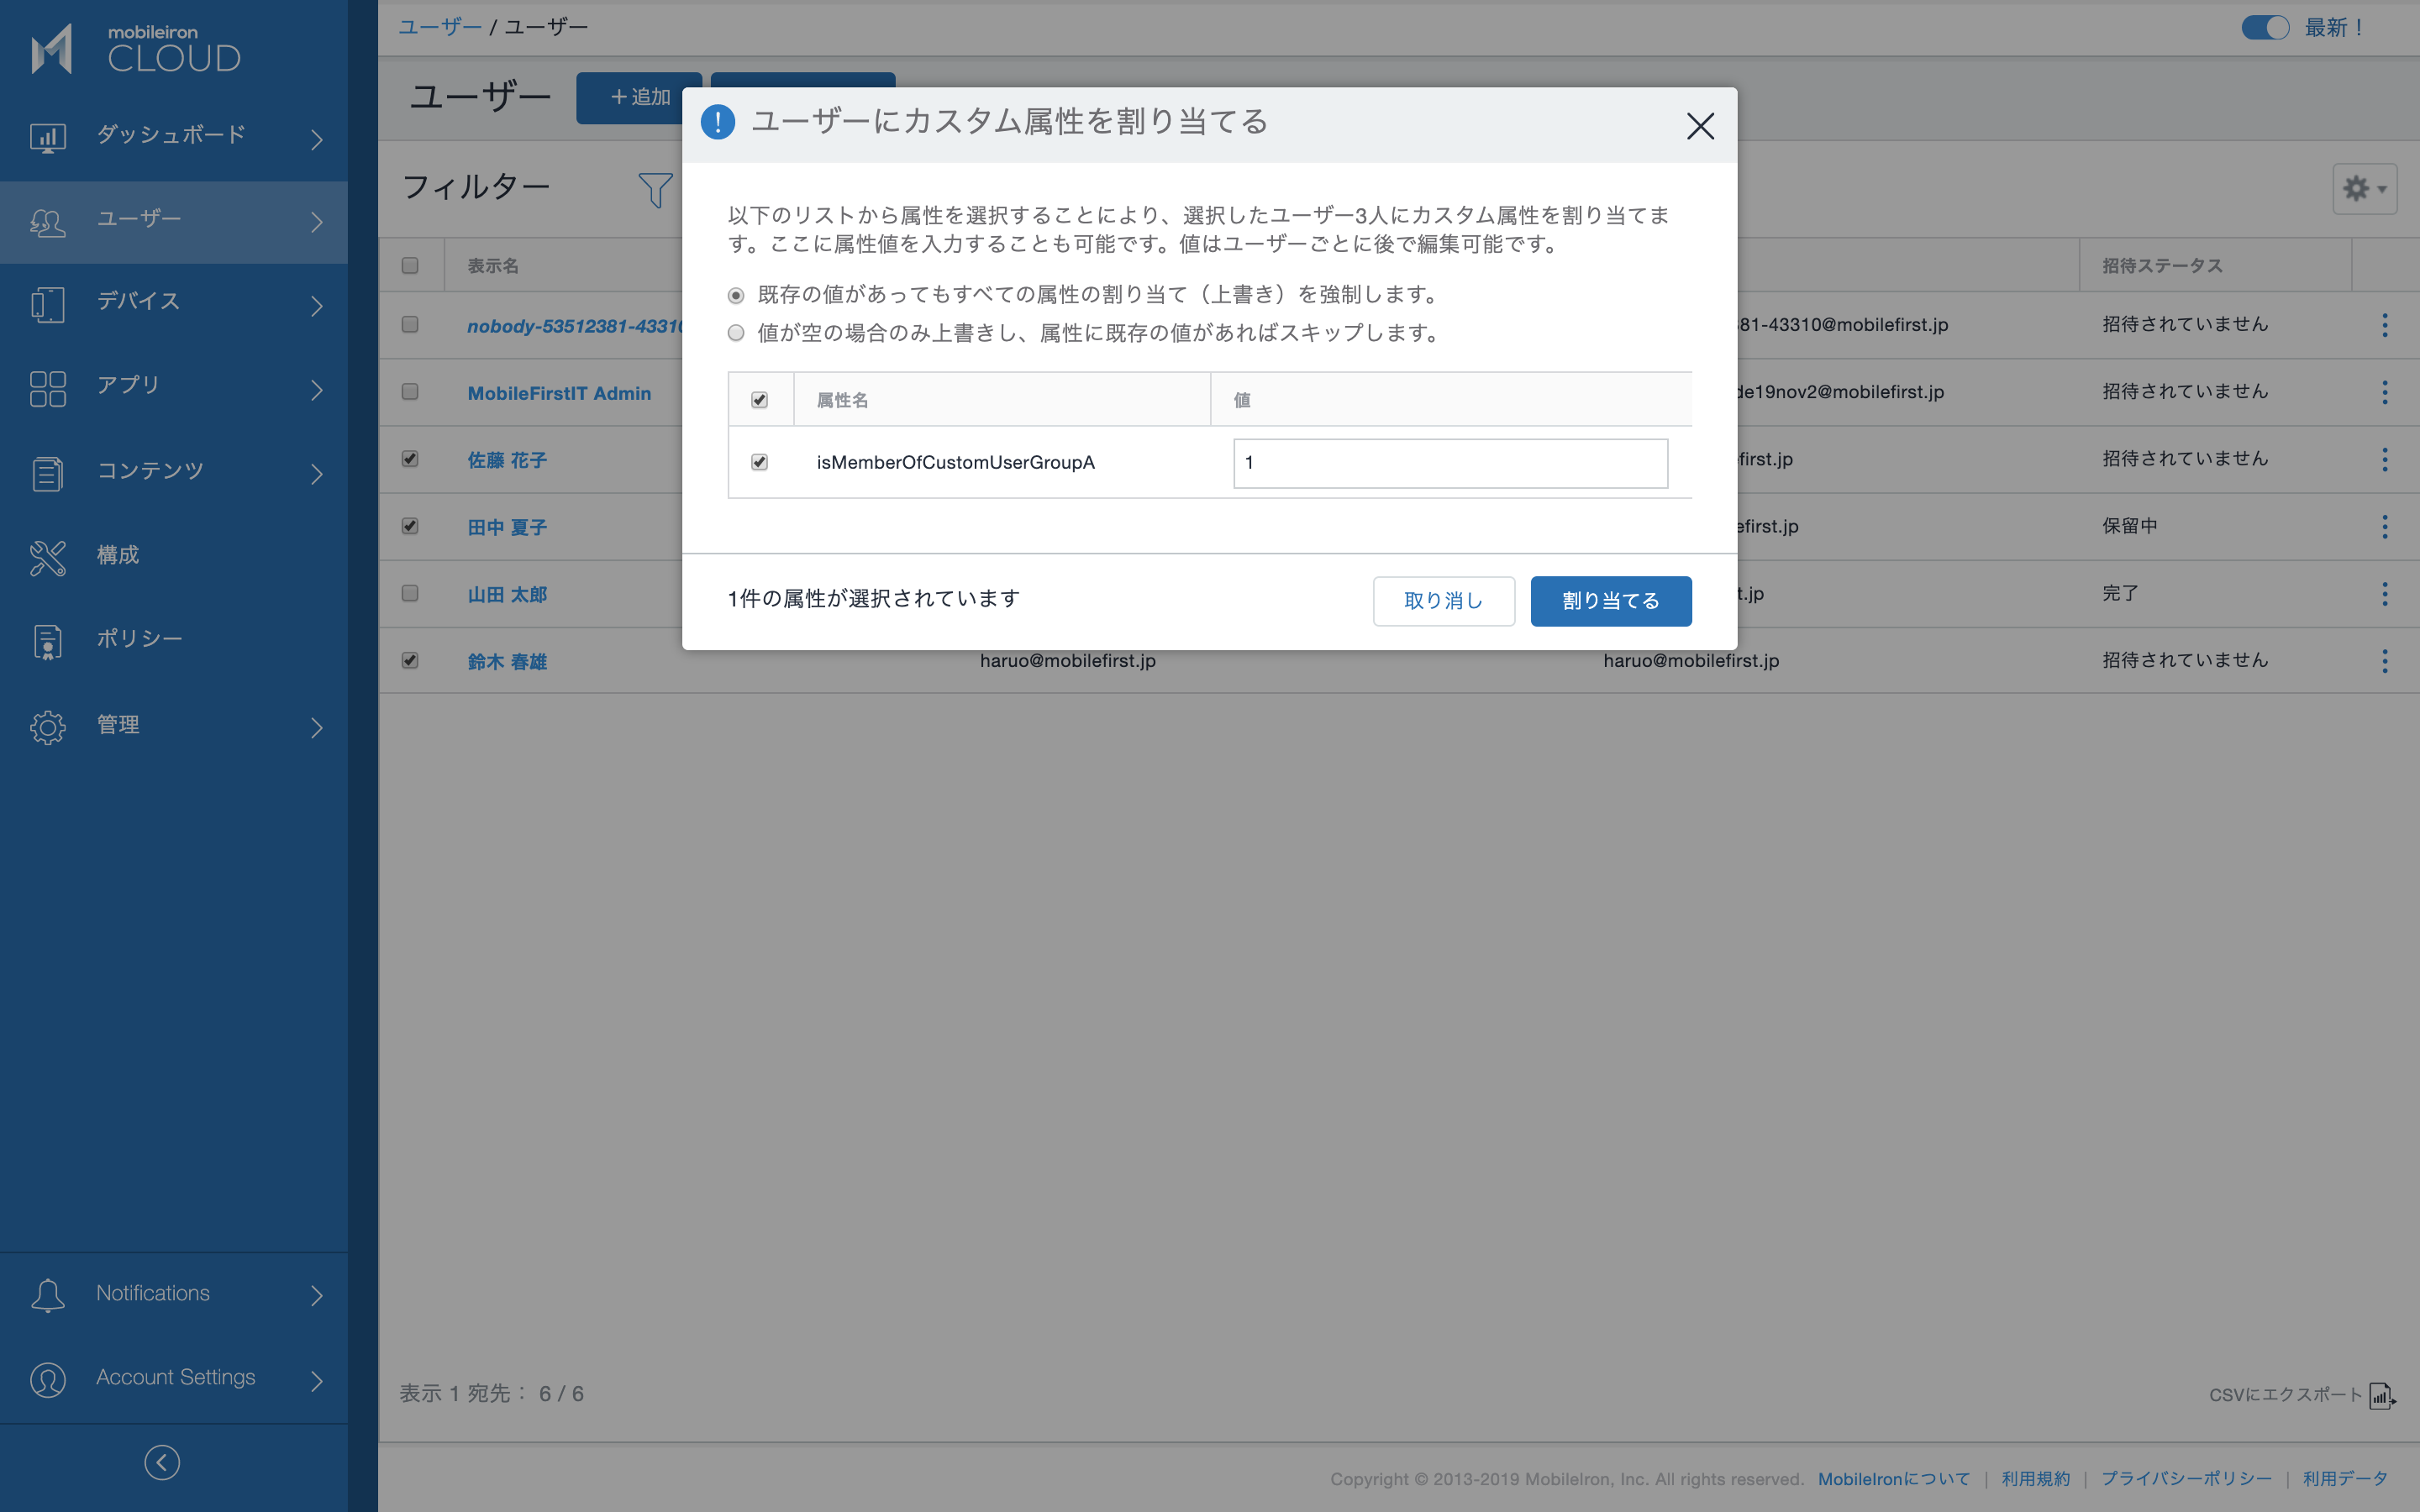 mobileiron
CLOUD
ダッシュボード
ユーザー
デバイス
アプリ
コンテンツ
構成
ポリシー
管理
Notifications
Account Settings
ユーザー / ユーザー
最新！
ユーザー
＋追加
フィルター
表示名
招待ステータス
nobody-53512381-43310
81-43310@mobilefirst.jp
招待されていません
MobileFirstIT Admin
de19nov2@mobilefirst.jp
招待されていません
佐藤 花子
first.jp
招待されていません
田中 夏子
efirst.jp
保留中
山田 太郎
t.jp
完了
鈴木 春雄
haruo@mobilefirst.jp
haruo@mobilefirst.jp
招待されていません
ユーザーにカスタム属性を割り当てる
以下のリストから属性を選択することにより、選択したユーザー3人にカスタム属性を割り当てま
す。ここに属性値を入力することも可能です。値はユーザーごとに後で編集可能です。
既存の値があってもすべての属性の割り当て（上書き）を強制します。
値が空の場合のみ上書きし、属性に既存の値があればスキップします。
属性名
値
isMemberOfCustomUserGroupA
1
1件の属性が選択されています
取り消し
割り当てる
表示 1 宛先： 6 / 6
CSVにエクスポート
Copyright © 2013-2019 MobileIron, Inc. All rights reserved. MobileIronについて | 利用規約 | プライバシーポリシー | 利用データ